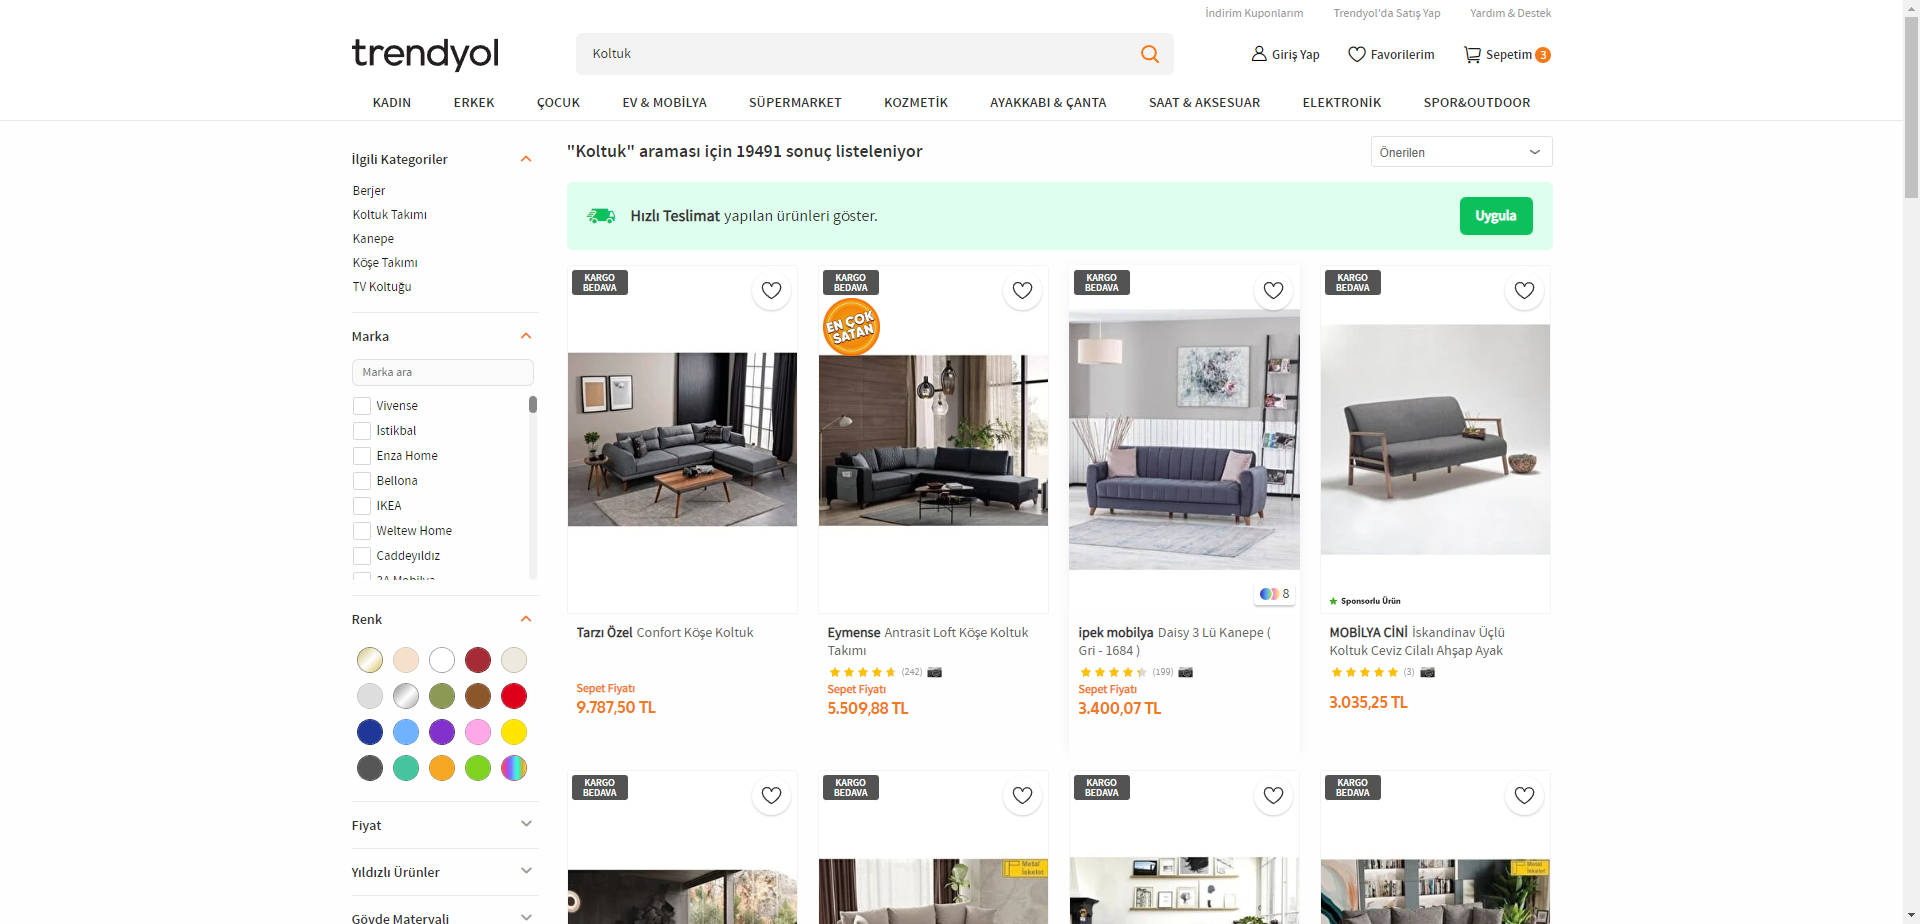 İndirim Kuponlarım
Trendyol'da Satış Yap
Yardım & Destek
trendyol
Koltuk
Giriş Yap
Favorilerim
Sepetim 3
KADIN
ERKEK
ÇOCUK
EV & MOBİLYA
SÜPERMARKET
KOZMETİK
AYAKKABI & ÇANTA
SAAT & AKSESUAR
ELEKTRONİK
SPOR&OUTDOOR
İlgili Kategoriler
Berjer
Koltuk Takımı
Kanepe
Köşe Takımı
TV Koltuğu
Marka
Marka ara
Vivense
İstikbal
Enza Home
Bellona
IKEA
Weltew Home
Caddeyıldız
3A Mobilya
Renk
Fiyat
Yıldızlı Ürünler
Gövde Materyali
"Koltuk" araması için 19491 sonuç listeleniyor
Önerilen
Hızlı Teslimat yapılan ürünleri göster.
Uygula
KARGO
BEDAVA
Tarzı Özel Confort Köşe Koltuk
Sepet Fiyatı
9.787,50 TL
KARGO
BEDAVA
EN ÇOK
SATAN
Eymense Antrasit Loft Köşe Koltuk
Takımı
(242)
Sepet Fiyatı
5.509,88 TL
KARGO
BEDAVA
8
ipek mobilya Daisy 3 Lü Kanepe (
Gri - 1684 )
(199)
Sepet Fiyatı
3.400,07 TL
KARGO
BEDAVA
Sponsorlu Ürün
MOBİLYA CİNİ İskandinav Üçlü
Koltuk Ceviz Cilalı Ahşap Ayak
(3)
3.035,25 TL
KARGO
BEDAVA
KARGO
BEDAVA
Metal
İskelet
KARGO
BEDAVA
KARGO
BEDAVA
Metal
İskelet